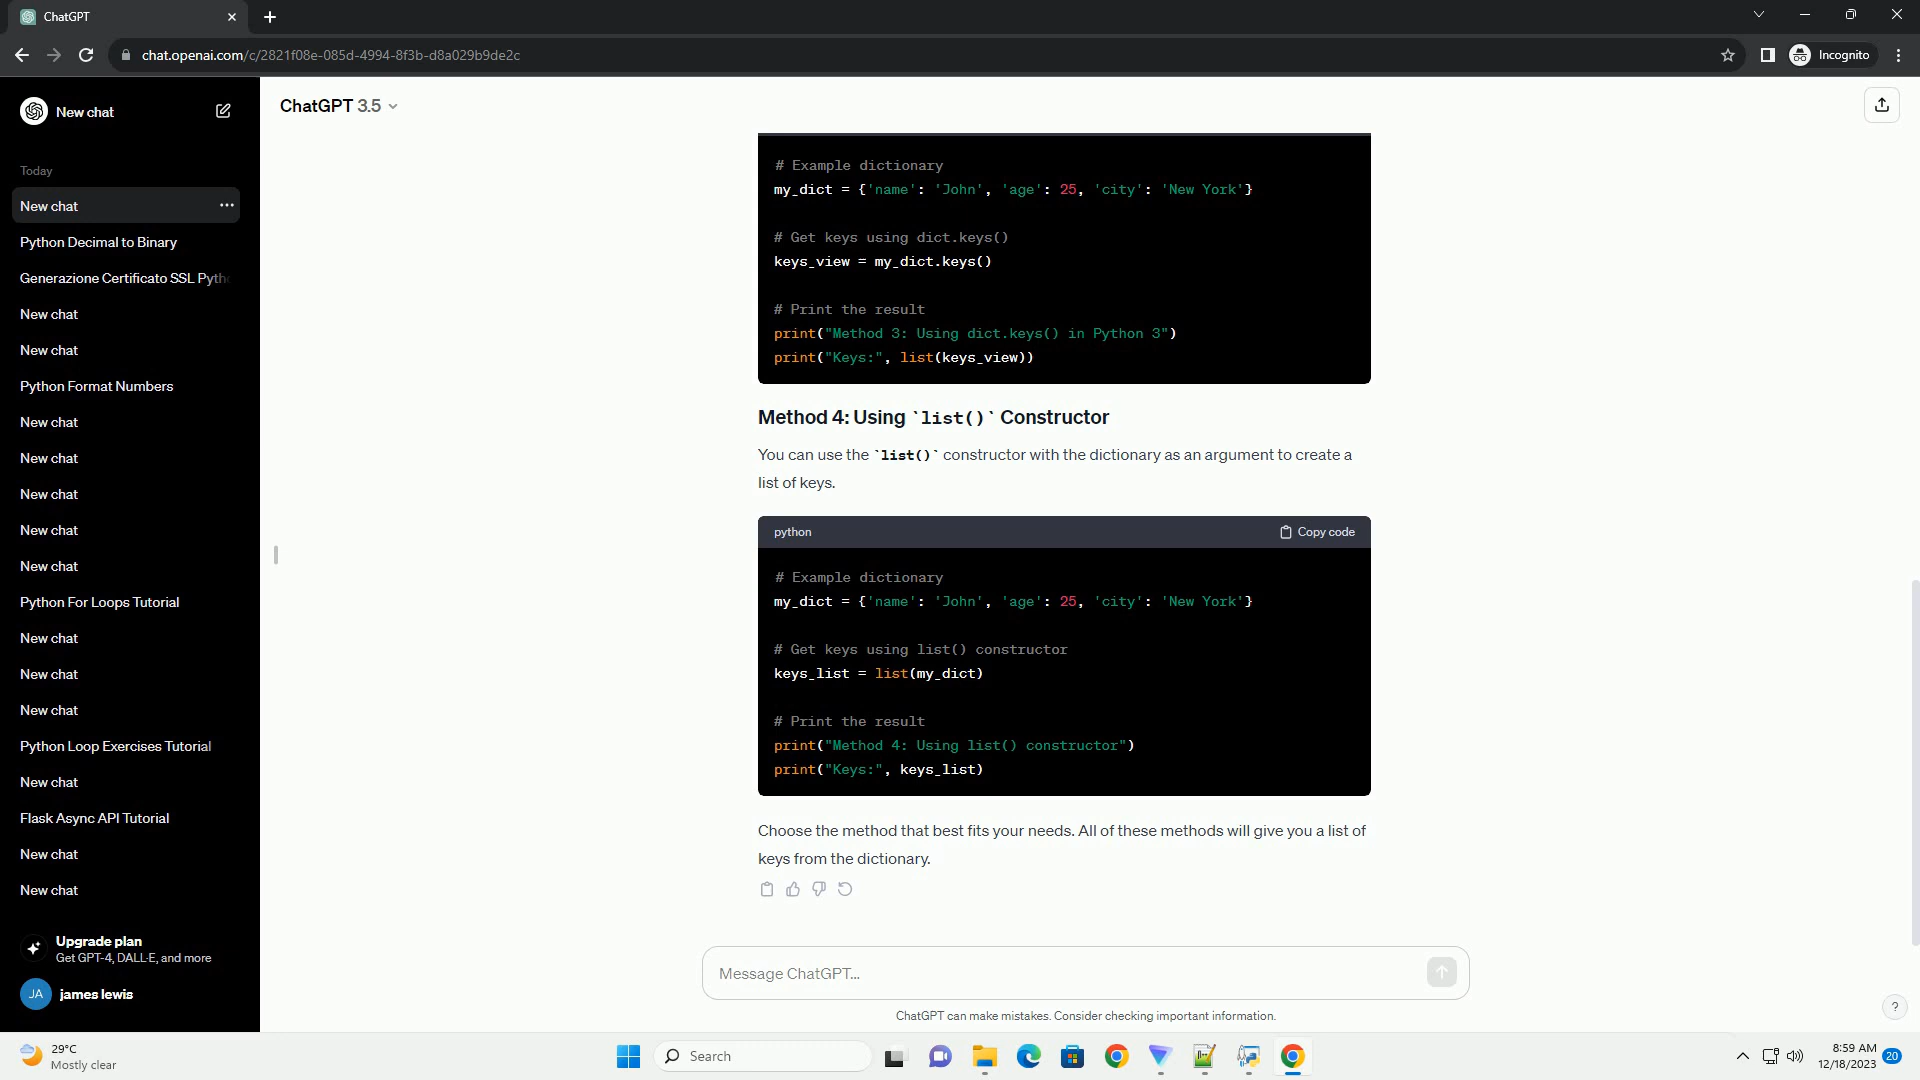 ChatGPT
chat.openai.com/c/2821f08e-085d-4994-8f3b-d8a029b9de2c
Incognito
New chat
Today
New chat
Python Decimal to Binary
Generazione Certificato SSL Pyth
New chat
New chat
Python Format Numbers
New chat
New chat
New chat
New chat
New chat
Python For Loops Tutorial
New chat
New chat
New chat
Python Loop Exercises Tutorial
New chat
Flask Async API Tutorial
New chat
New chat
Upgrade plan
Get GPT-4, DALL·E, and more
JA james lewis
ChatGPT 3.5
# Example dictionary
my_dict = {'name': 'John', 'age': 25, 'city': 'New York'}
# Get keys using dict.keys()
keys_view = my_dict.keys()
# Print the result
print("Method 3: Using dict.keys() in Python 3")
print("Keys:", list(keys_view))
Method 4: Using `list()` Constructor
You can use the `list()` constructor with the dictionary as an argument to create a
list of keys.
python Copy code
# Example dictionary
my_dict = {'name': 'John', 'age': 25, 'city': 'New York'}
# Get keys using list() constructor
keys_list = list(my_dict)
# Print the result
print("Method 4: Using list() constructor")
print("Keys:", keys_list)
Choose the method that best fits your needs. All of these methods will give you a list of
keys from the dictionary.
Message ChatGPT...
ChatGPT can make mistakes. Consider checking important information.
?
29°C
Mostly clear
Search
8:59 AM
12/18/2023
20